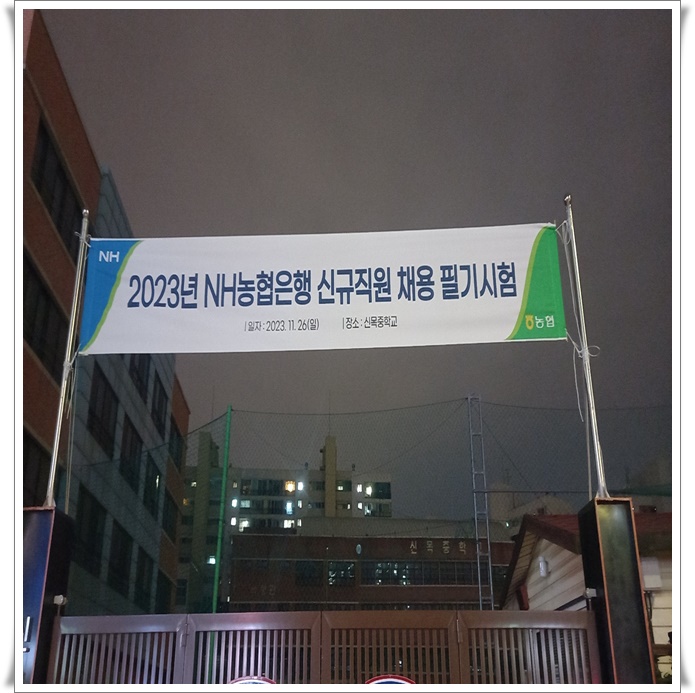 NH
2023년 NH농협은행 신규직원 채용 필기시험
| 일자 : 2023. 11. 26(일) | 장소 : 신목중학교
농협
신목중학
인